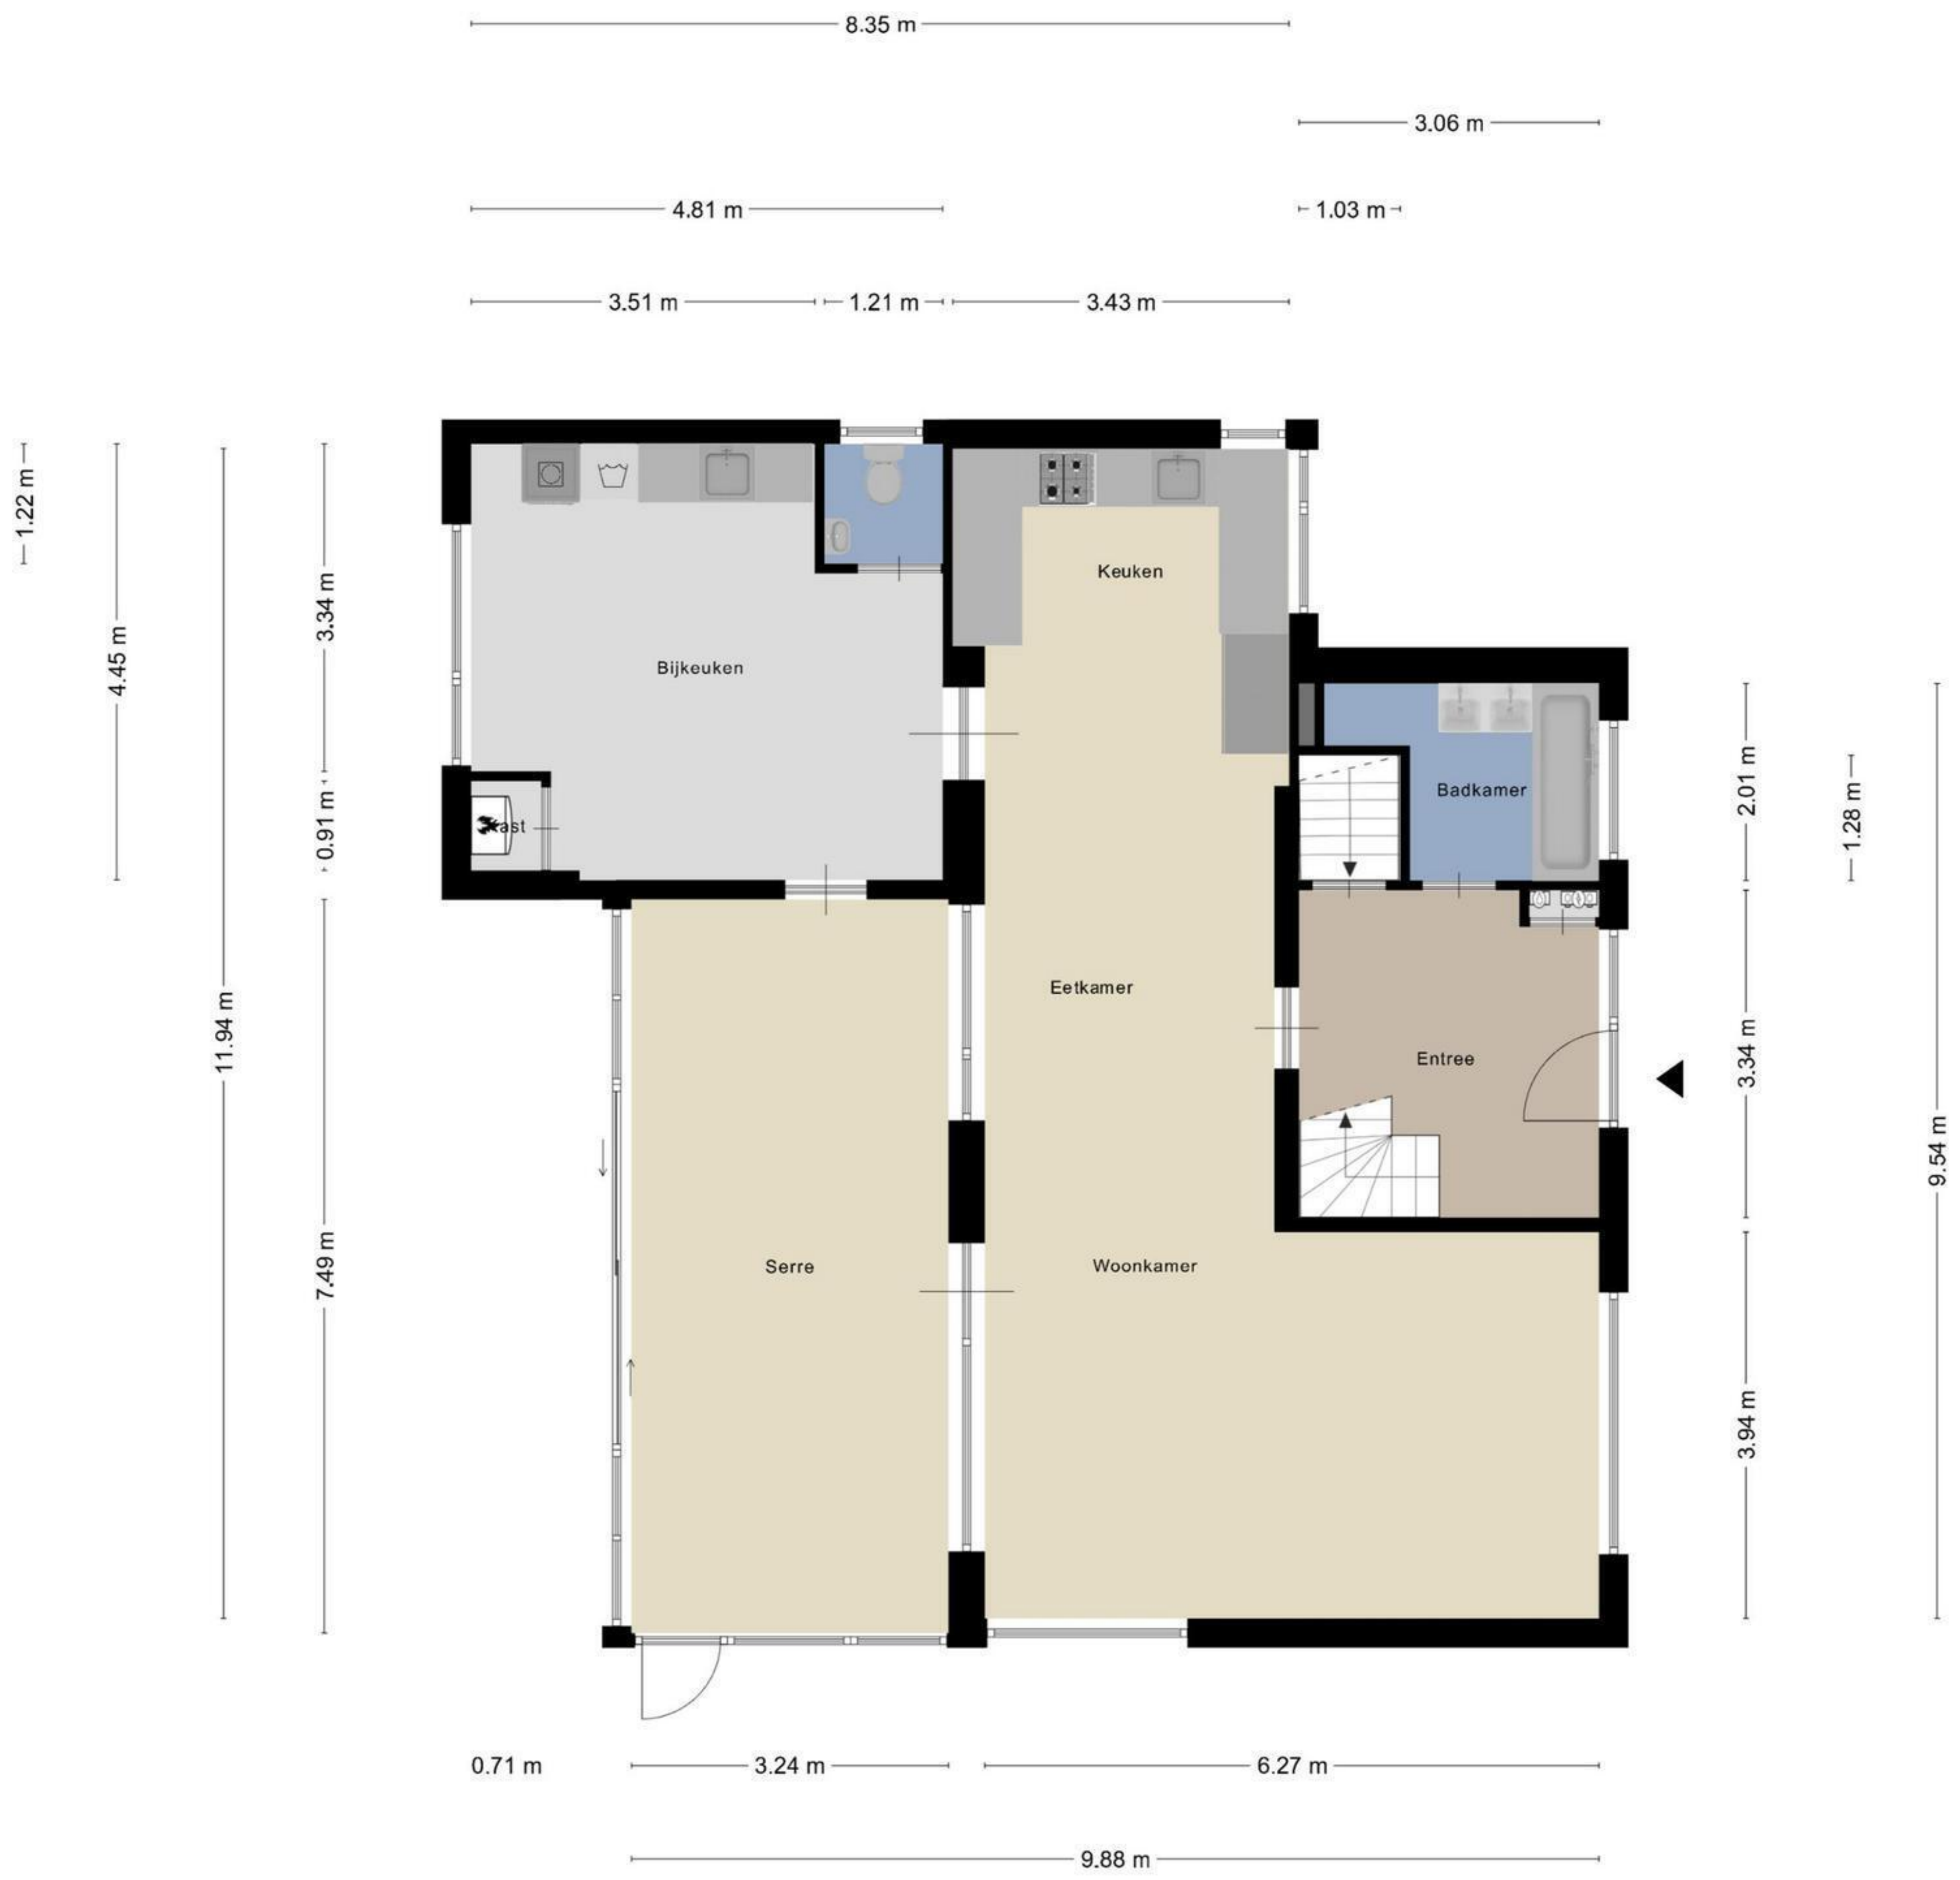 8.35 m
3.06 m
4.81 m
1.03 m
3.51 m
1.21 m
3.43 m
1.22 m
4.45 m
11.94 m
3.34 m
0.91 m
7.49 m
Keuken
Bijkeuken
Kast
Badkamer
Eetkamer
Entree
Serre
Woonkamer
2.01 m
1.28 m
3.34 m
9.54 m
3.94 m
0.71 m
3.24 m
6.27 m
9.88 m